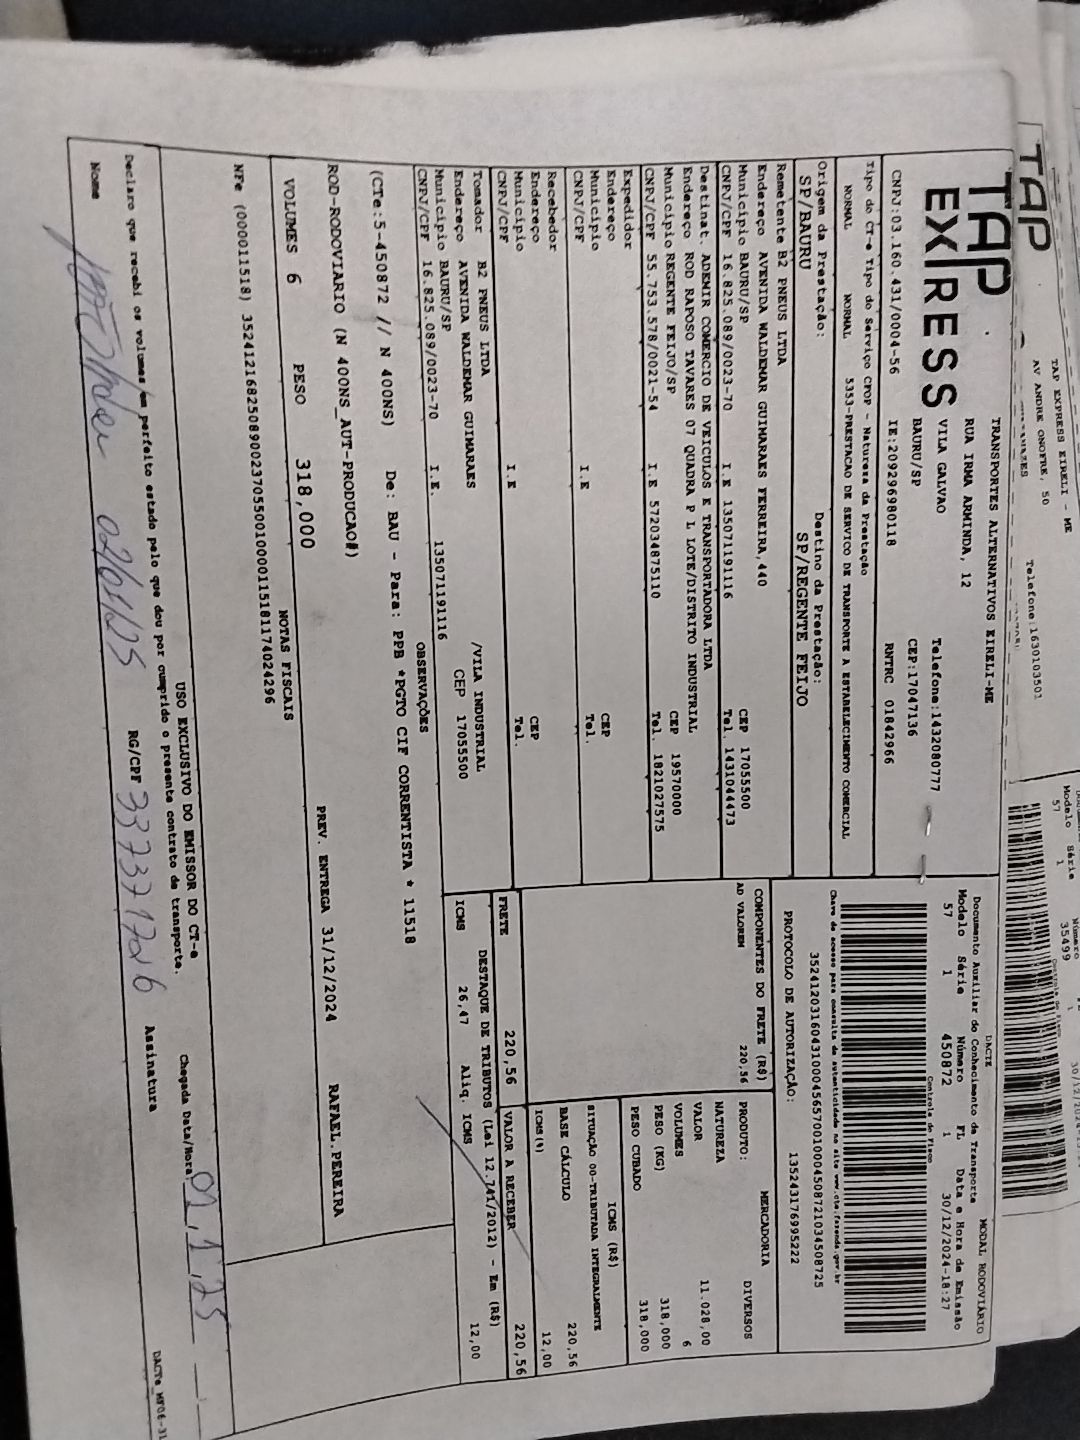 TAP EXPRESS EIRELI - ME
AV ANDRE ONOFRE, 50
Telefone:1630103501
TAP
Modelo Série Número
57 1 35499
TAP
EXPRESS
TRANSPORTES ALTERNATIVOS EIRELI-ME
RUA IRMA ARMINDA, 12
VILA GALVAO
BAURU/SP
Telefone:1432080777
CEP:17047136
CNPJ:03.160.431/0004-56 IE:209296980118 RNTRC 01842966
DACTE MODAL RODOVIÁRIO
Documento Auxiliar do Conhecimento de Transporte
Modelo Série Número FL Data e Hora de Emissão
57 1 450872 1 30/12/2024-18:27
Controle do Fisco
Chave de acesso para consulta de autenticidade no site www.cte.fazenda.gov.br
35241203160431000456570010004508721034508725
PROTOCOLO DE AUTORIZAÇÃO: 135243176995222
Tipo do CT-e Tipo do Serviço CFOP - Natureza da Prestação
NORMAL NORMAL 5353-PRESTACAO DE SERVICO DE TRANSPORTE A ESTABELECIMENTO COMERCIAL
Origem da Prestação: Destino da Prestação:
SP/BAURU SP/REGENTE FEIJO
Remetente B2 PNEUS LTDA
Endereço AVENIDA WALDEMAR GUIMARAES FERREIRA,440
Município BAURU/SP CEP 17055500
CNPJ/CPF 16.825.089/0023-70 I.E 135071191116 Tel. 1431044473
Destinat. ADEMIR COMERCIO DE VEICULOS E TRANSPORTADORA LTDA
Endereço ROD RAPOSO TAVARES 07 QUADRA P L LOTE/DISTRITO INDUSTRIAL
Município REGENTE FEIJO/SP CEP 19570000
CNPJ/CPF 55.753.578/0021-54 I.E 572034875110 Tel. 1821027575
Expedidor
Endereço
Município CEP
CNPJ/CPF I.E Tel.
Recebedor
Endereço
Município CEP
CNPJ/CPF I.E Tel.
Tomador B2 PNEUS LTDA
Endereço AVENIDA WALDEMAR GUIMARAES /VILA INDUSTRIAL
Município BAURU/SP CEP 17055500
CNPJ/CPF 16.825.089/0023-70 I.E. 135071191116
COMPONENTES DO FRETE (R$)
AD VALOREM 220,56
PRODUTO: MERCADORIA
NATUREZA DIVERSOS
VALOR 11.028,00
VOLUMES 6
PESO (KG) 318,000
PESO CUBADO 318,000
ICMS (R$)
SITUAÇÃO 00-TRIBUTADA INTEGRALMENTE
BASE CÁLCULO 220,56
ICMS(%) 12,00
FRETE 220,56 VALOR A RECEBER 220,56
DESTAQUE DE TRIBUTOS (Lei 12.741/2012) - Em (R$)
ICMS 26,47 Aliq. ICMS 12,00
OBSERVAÇÕES
(CTe:5-450872 // N 400NS) De: BAU - Para: PPB *PGTO CIF CORRENTISTA * 11518
ROD-RODOVIARIO (N 400NS_AUT-PRODUCAO#)
VOLUMES 6 PESO 318,000 PREV. ENTREGA 31/12/2024 RAFAEL.PEREIRA
NOTAS FISCAIS
NFe (000011518) 35241216825089002370550010000115181174024296
USO EXCLUSIVO DO EMISSOR DO CT-e
Declaro que recebi os volumes em perfeito estado pelo que dou por cumprido o presente contrato de transporte.
Chegada Data/Hora
Nome 02/01/25 RG/CPF Assinatura